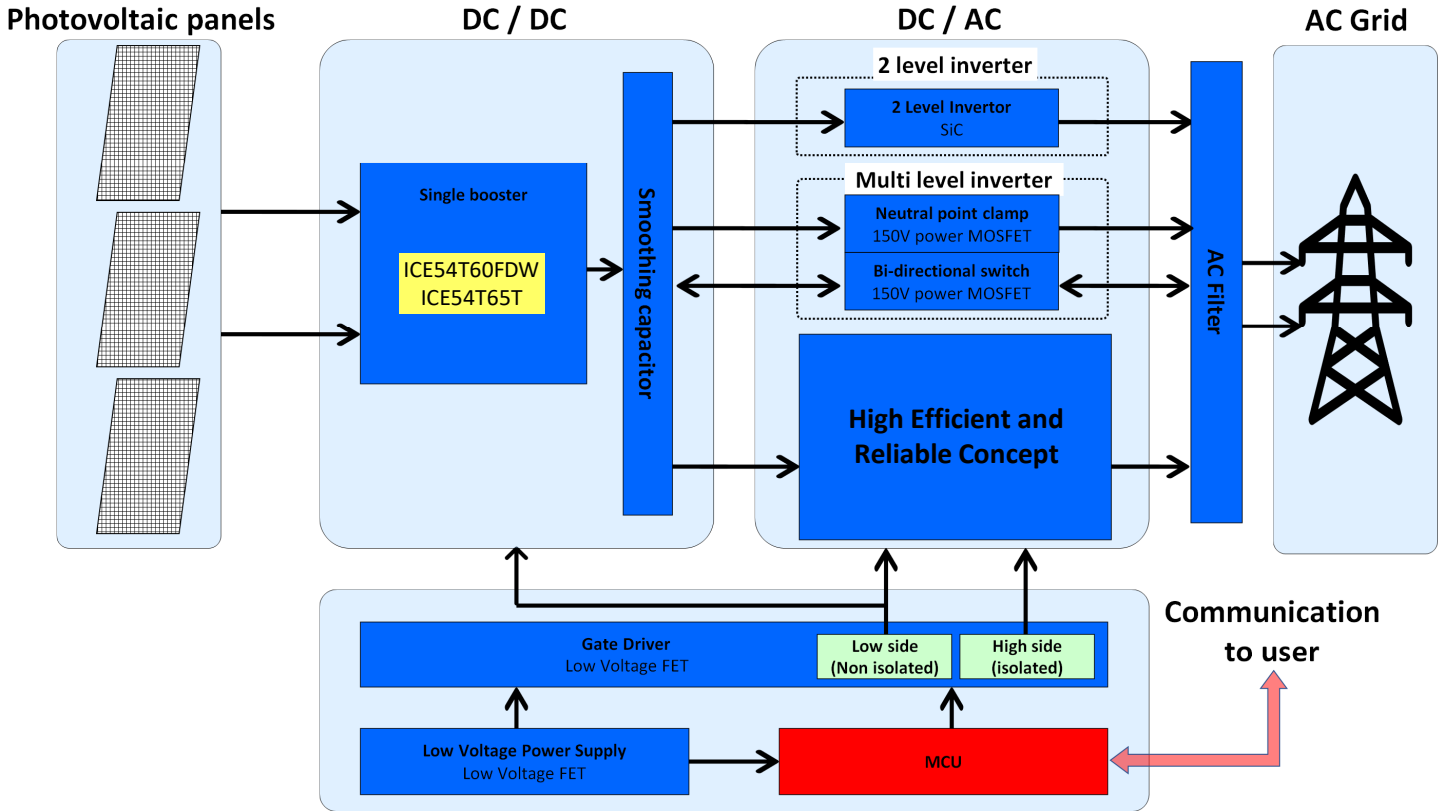 Photovoltaic panels
DC / DC
DC / AC
AC Grid
2 level inverter
2 Level Invertor
SiC
Single booster
ICE54T60FDW
ICE54T65T
Smoothing capacitor
Multi level inverter
Neutral point clamp
150V power MOSFET
Bi-directional switch
150V power MOSFET
High Efficient and
Reliable Concept
AC Filter
Gate Driver
Low Voltage FET
Low side
(Non isolated)
High side
(isolated)
Communication
to user
Low Voltage Power Supply
Low Voltage FET
MCU